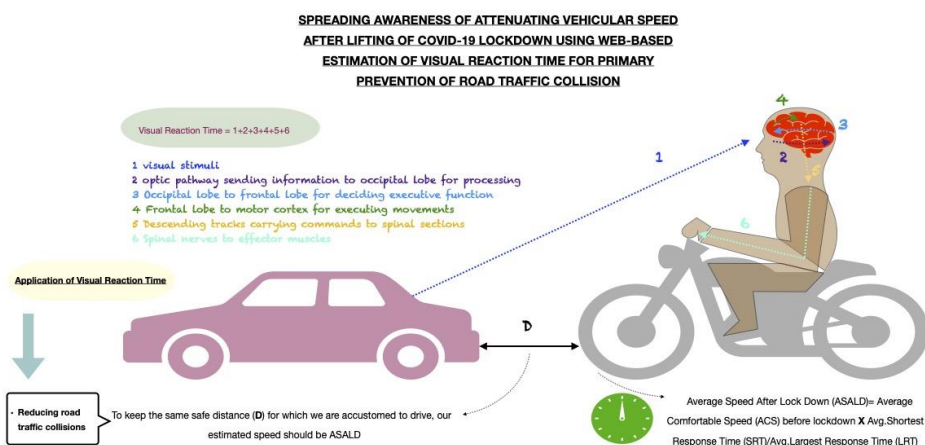 SPREADING AWARENESS OF ATTENUATING VEHICULAR SPEED
AFTER LIFTING OF COVID-19 LOCKDOWN USING WEB-BASED
ESTIMATION OF VISUAL REACTION TIME FOR PRIMARY
PREVENTION OF ROAD TRAFFIC COLLISION
Visual Reaction Time = 1+2+3+4+5+6
1 visual stimuli
2 optic pathway sending information to occipital lobe for processing
3 Occipital lobe to frontal lobe for deciding executive function
4 Frontal lobe to motor cortex for executing movements
5 Descending tracks carrying commands to spinal sections
6 Spinal nerves to effector muscles
4
3
1
2
5
6
Application of Visual Reaction Time
D
· Reducing road
traffic collisions
To keep the same safe distance (D) for which we are accustomed to drive, our
estimated speed should be ASALD
Average Speed After Lock Down (ASALD)= Average
Comfortable Speed (ACS) before lockdown X Avg.Shortest
Response Time (SRT)/Avg.Largest Response Time (LRT)